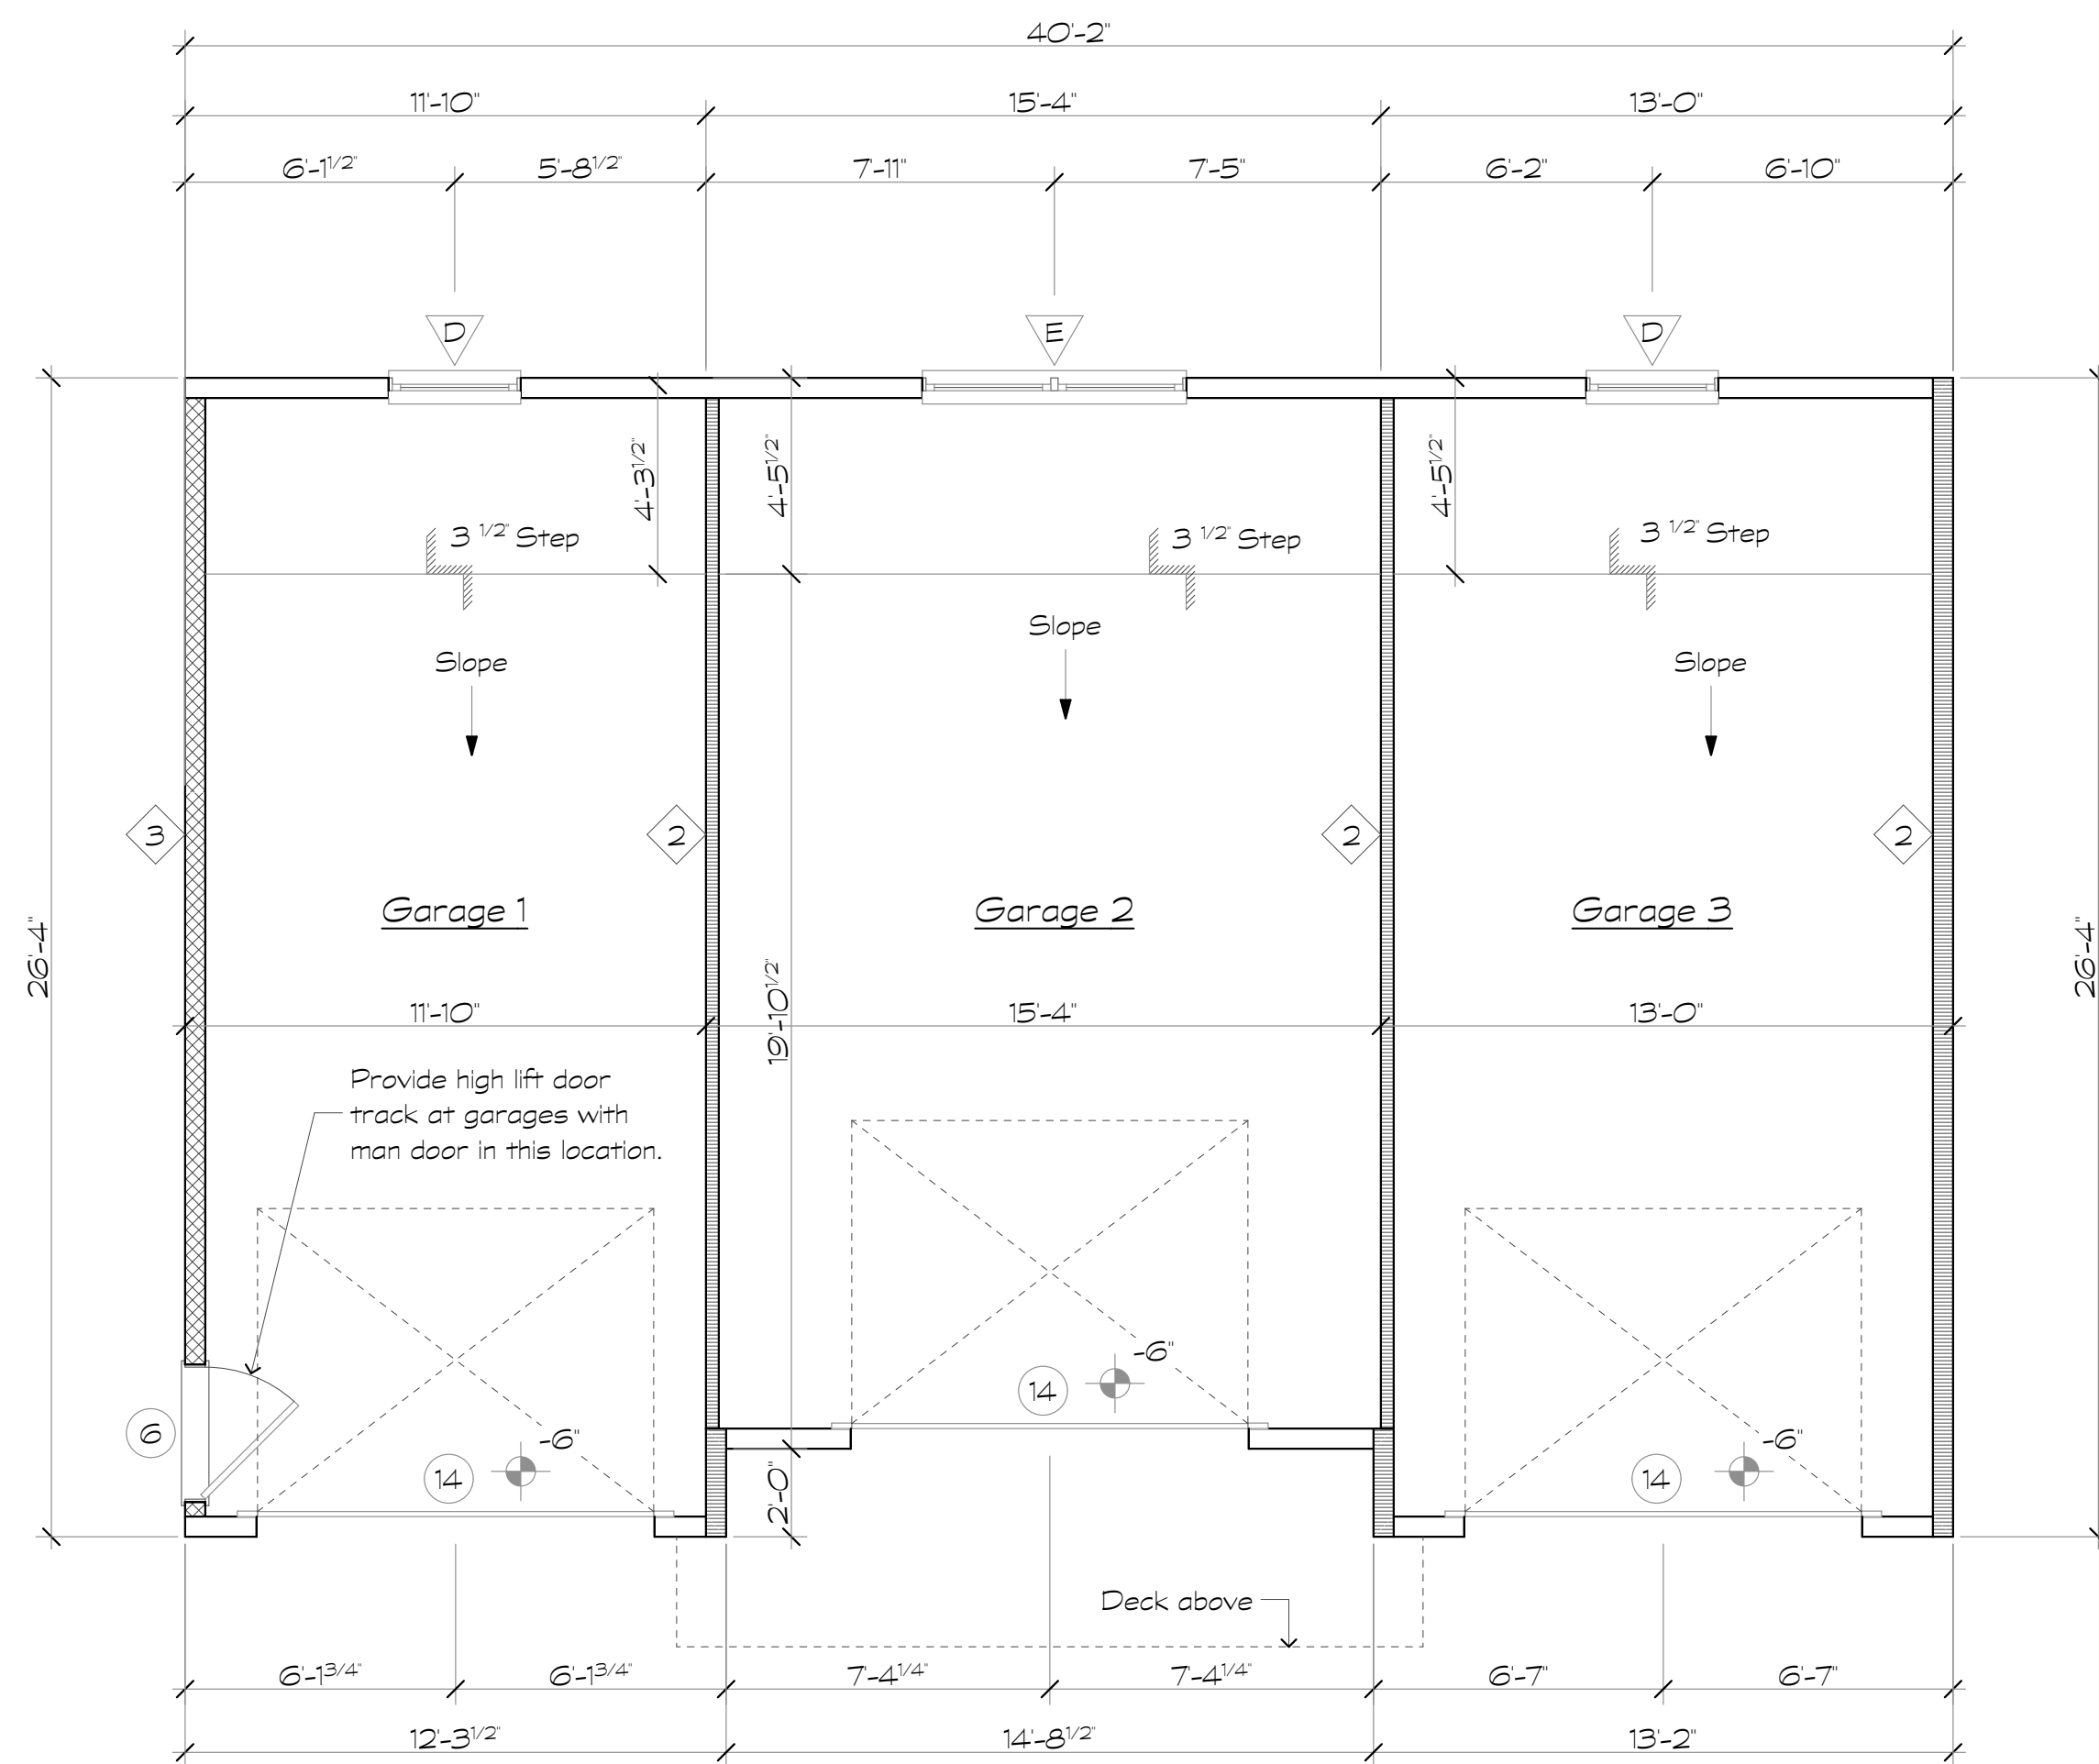 40'-2"
11'-10"
15'-4"
13'-0"
6'-1 1/2"
5'-8 1/2"
7'-11"
7'-5"
6'-2"
6'-10"
D
E
D
4'-3 1/2"
4'-5 1/2"
4'-5 1/2"
3 1/2" Step
3 1/2" Step
3 1/2" Step
Slope
Slope
Slope
3
2
2
2
Garage 1
Garage 2
Garage 3
26'-4"
26'-4"
11'-10"
15'-4"
13'-0"
19'-10 1/2"
Provide high lift door
track at garages with
man door in this location.
-6"
14
6
-6"
14
-6"
14
2'-0"
Deck above
6'-1 3/4"
6'-1 3/4"
7'-4 1/4"
7'-4 1/4"
6'-7"
6'-7"
12'-3 1/2"
14'-8 1/2"
13'-2"